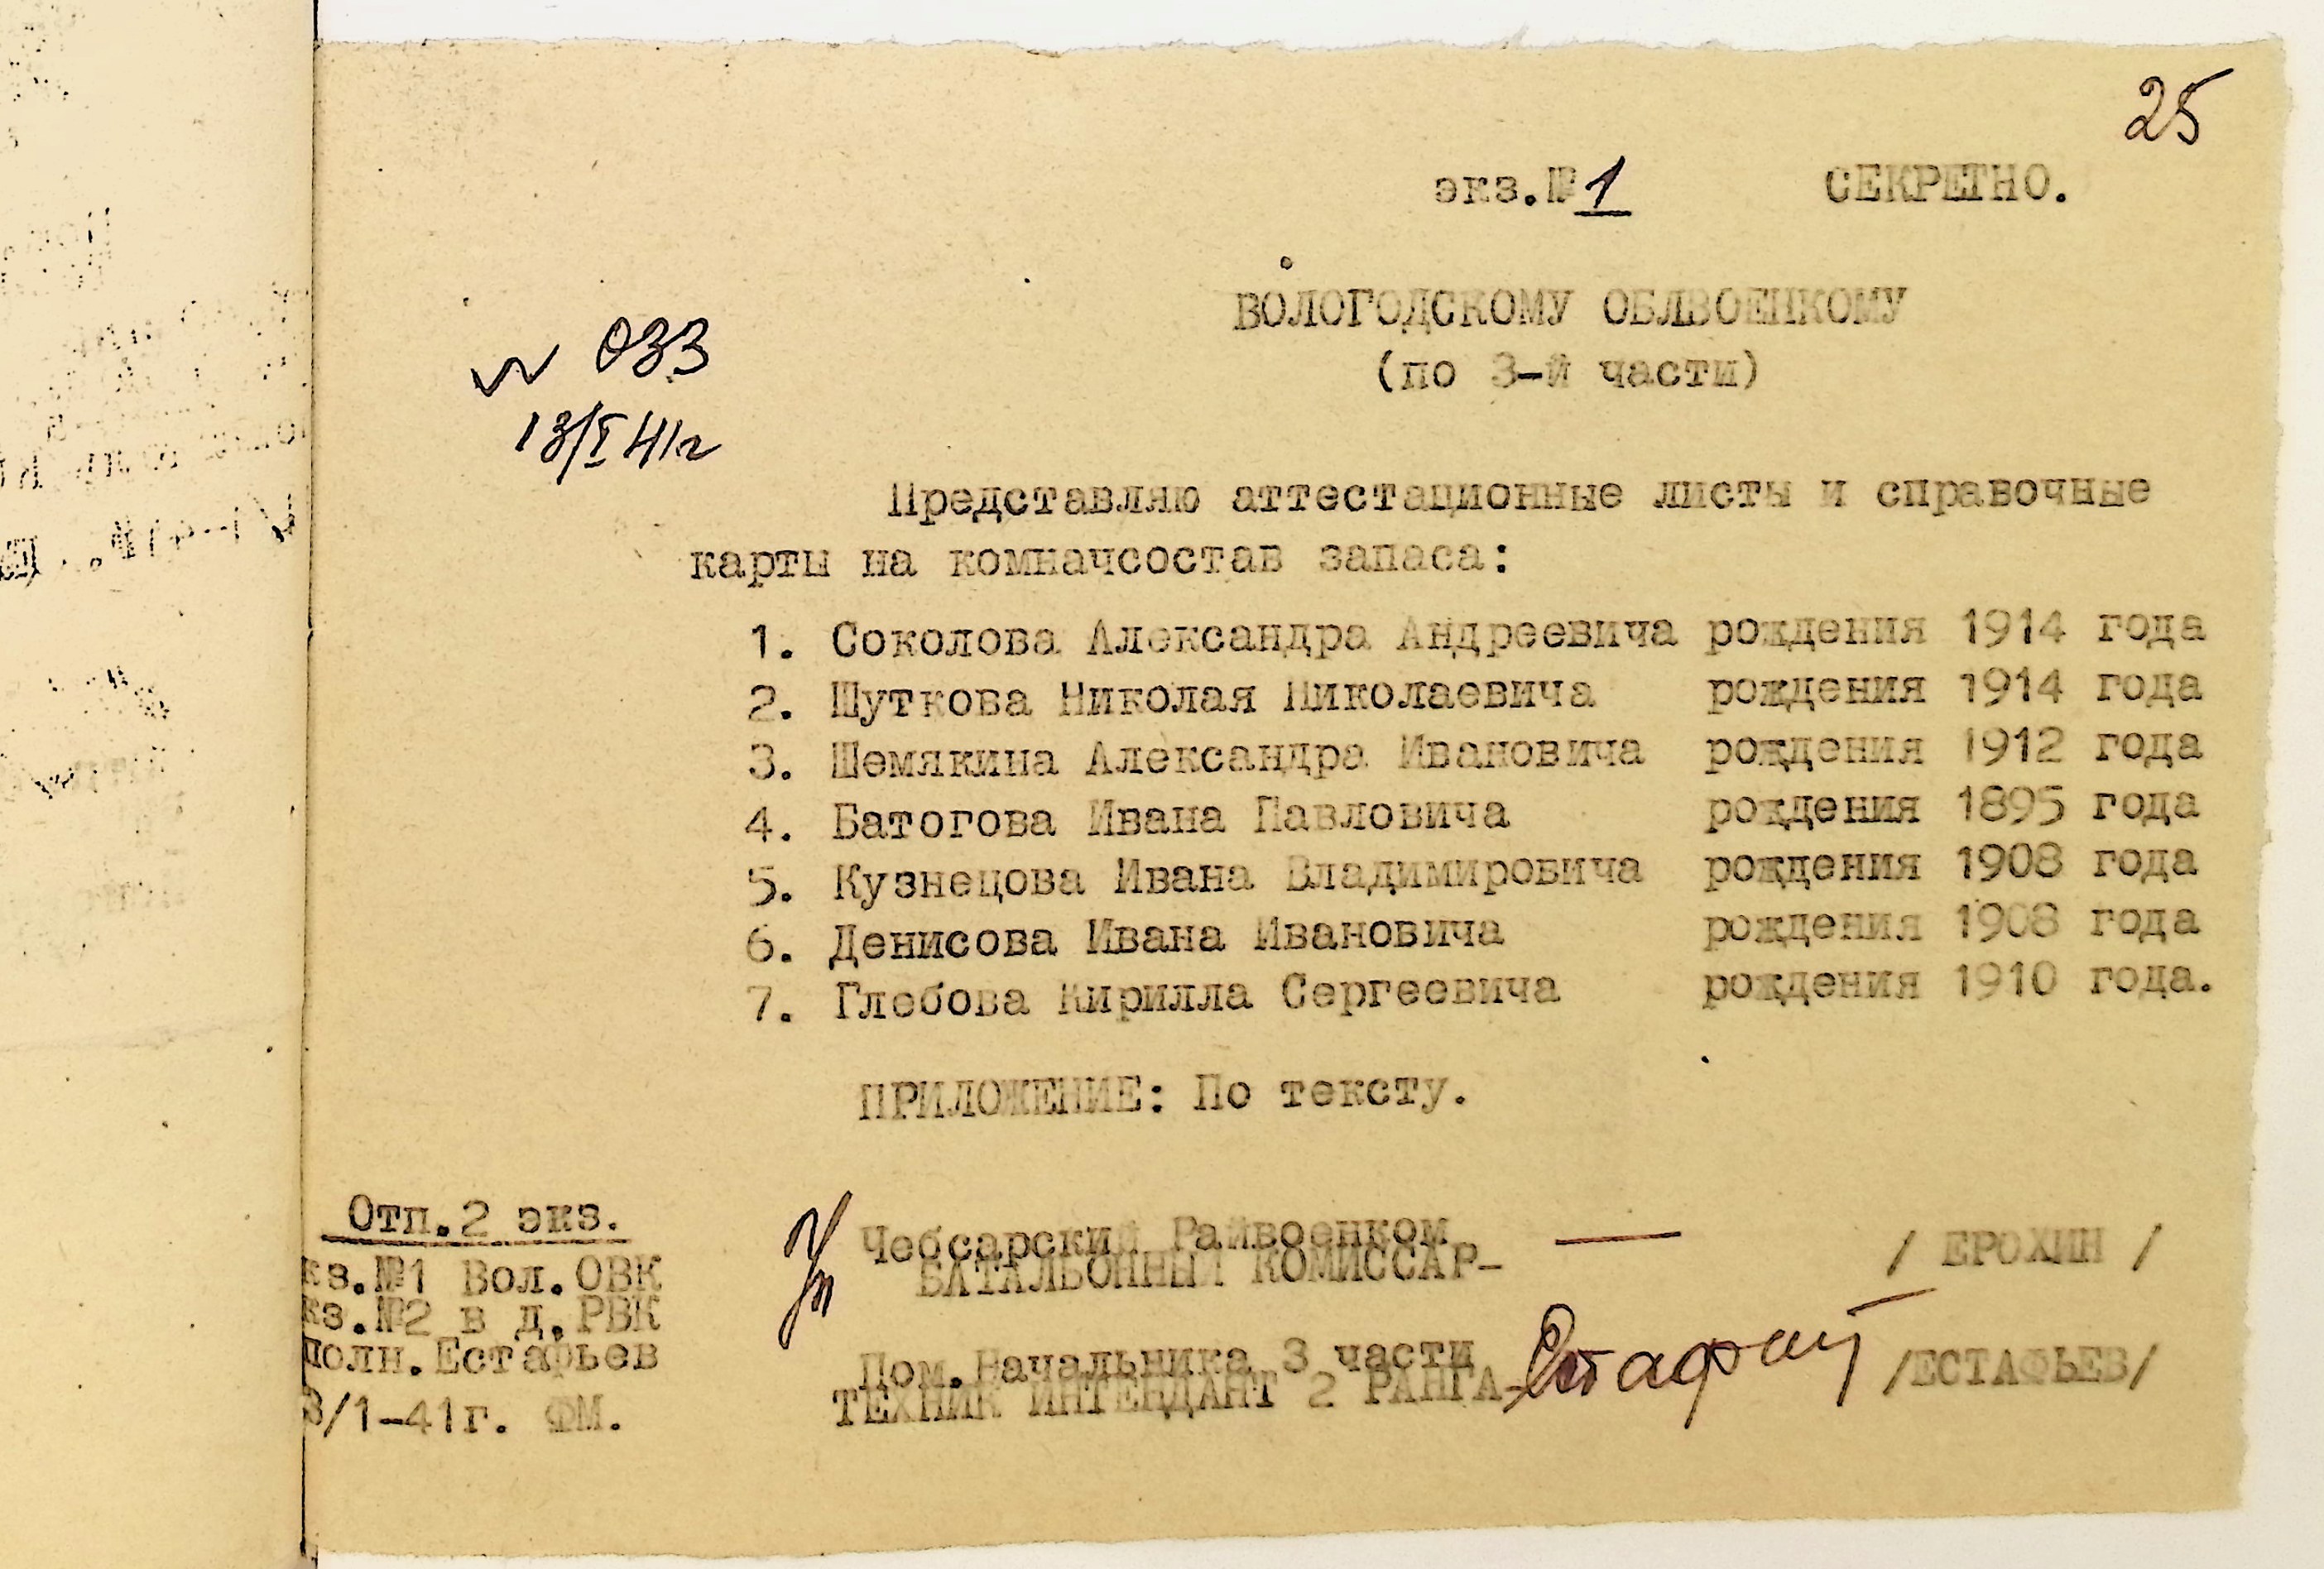 25
экз.№ 1 СЕКРЕТНО.
ВОЛОГОДСКОМУ ОБЛВОЕНКОМУ
(по 3-й части)
№ 033
13/I 41г
Представляю аттестационные листы и справочные
карты на комначсостав запаса:
1. Соколова Александра Андреевича рождения 1914 года
2. Шуткова Николая Николаевича рождения 1914 года
3. Шемякина Александра Ивановича рождения 1912 года
4. Батогова Ивана Павловича рождения 1895 года
5. Кузнецова Ивана Владимировича рождения 1908 года
6. Денисова Ивана Ивановича рождения 1908 года
7. Глебова Кирилла Сергеевича рождения 1910 года.
ПРИЛОЖЕНИЕ: По тексту.
Отп.2 экз.
кз.№1 Вол.ОВК
кз.№2 в д.РВК
полн.Естафьев
3/1-41г. ФМ.
Чебсарский Райвоенком
БАТАЛЬОННЫЙ КОМИССАР- / ЕРОХИН /
Пом.Начальника 3 части
ТЕХНИК ИНТЕНДАНТ 2 РАНГА- Естафьев /ЕСТАФЬЕВ/